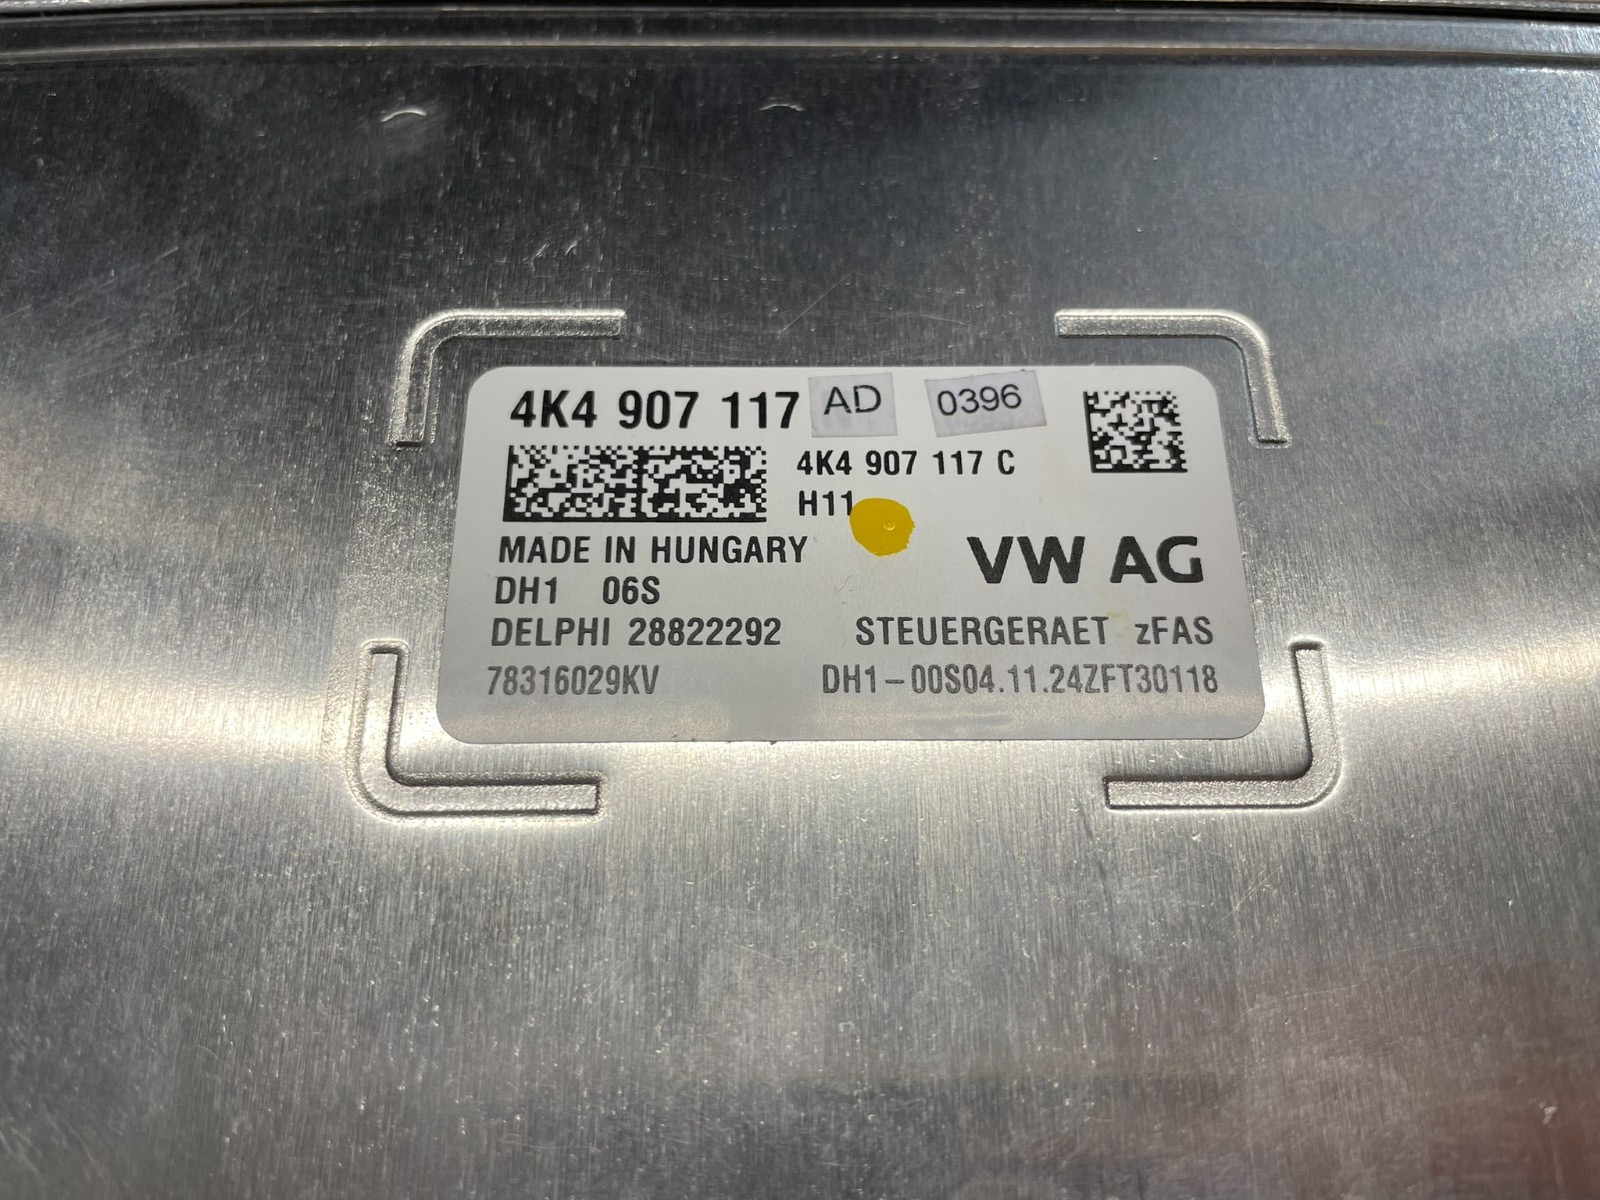 4K4 907 117 AD 0396
4K4 907 117 C
H11
MADE IN HUNGARY
VW AG
DH1 06S
DELPHI 28822292
STEUERGERAET zFAS
78316029KV
DH1-00S04.11.24ZFT30118